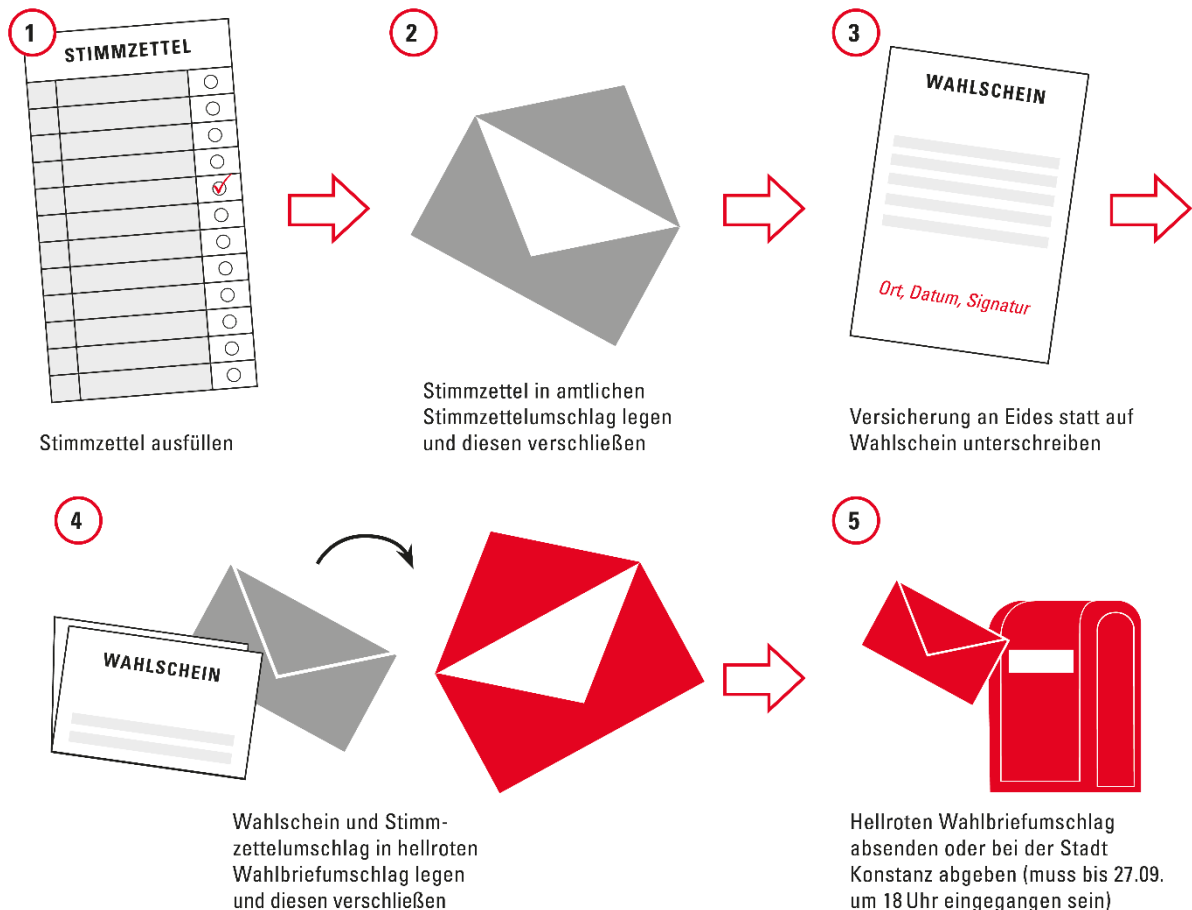 1
STIMMZETTEL
Stimmzettel ausfüllen
2
Stimmzettel in amtlichen
Stimmzettelumschlag legen
und diesen verschließen
3
WAHLSCHEIN
Ort, Datum, Signatur
Versicherung an Eides statt auf
Wahlschein unterschreiben
4
WAHLSCHEIN
Wahlschein und Stimm-
zettelumschlag in hellroten
Wahlbriefumschlag legen
und diesen verschließen
5
Hellroten Wahlbriefumschlag
absenden oder bei der Stadt
Konstanz abgeben (muss bis 27.09.
um 18 Uhr eingegangen sein)